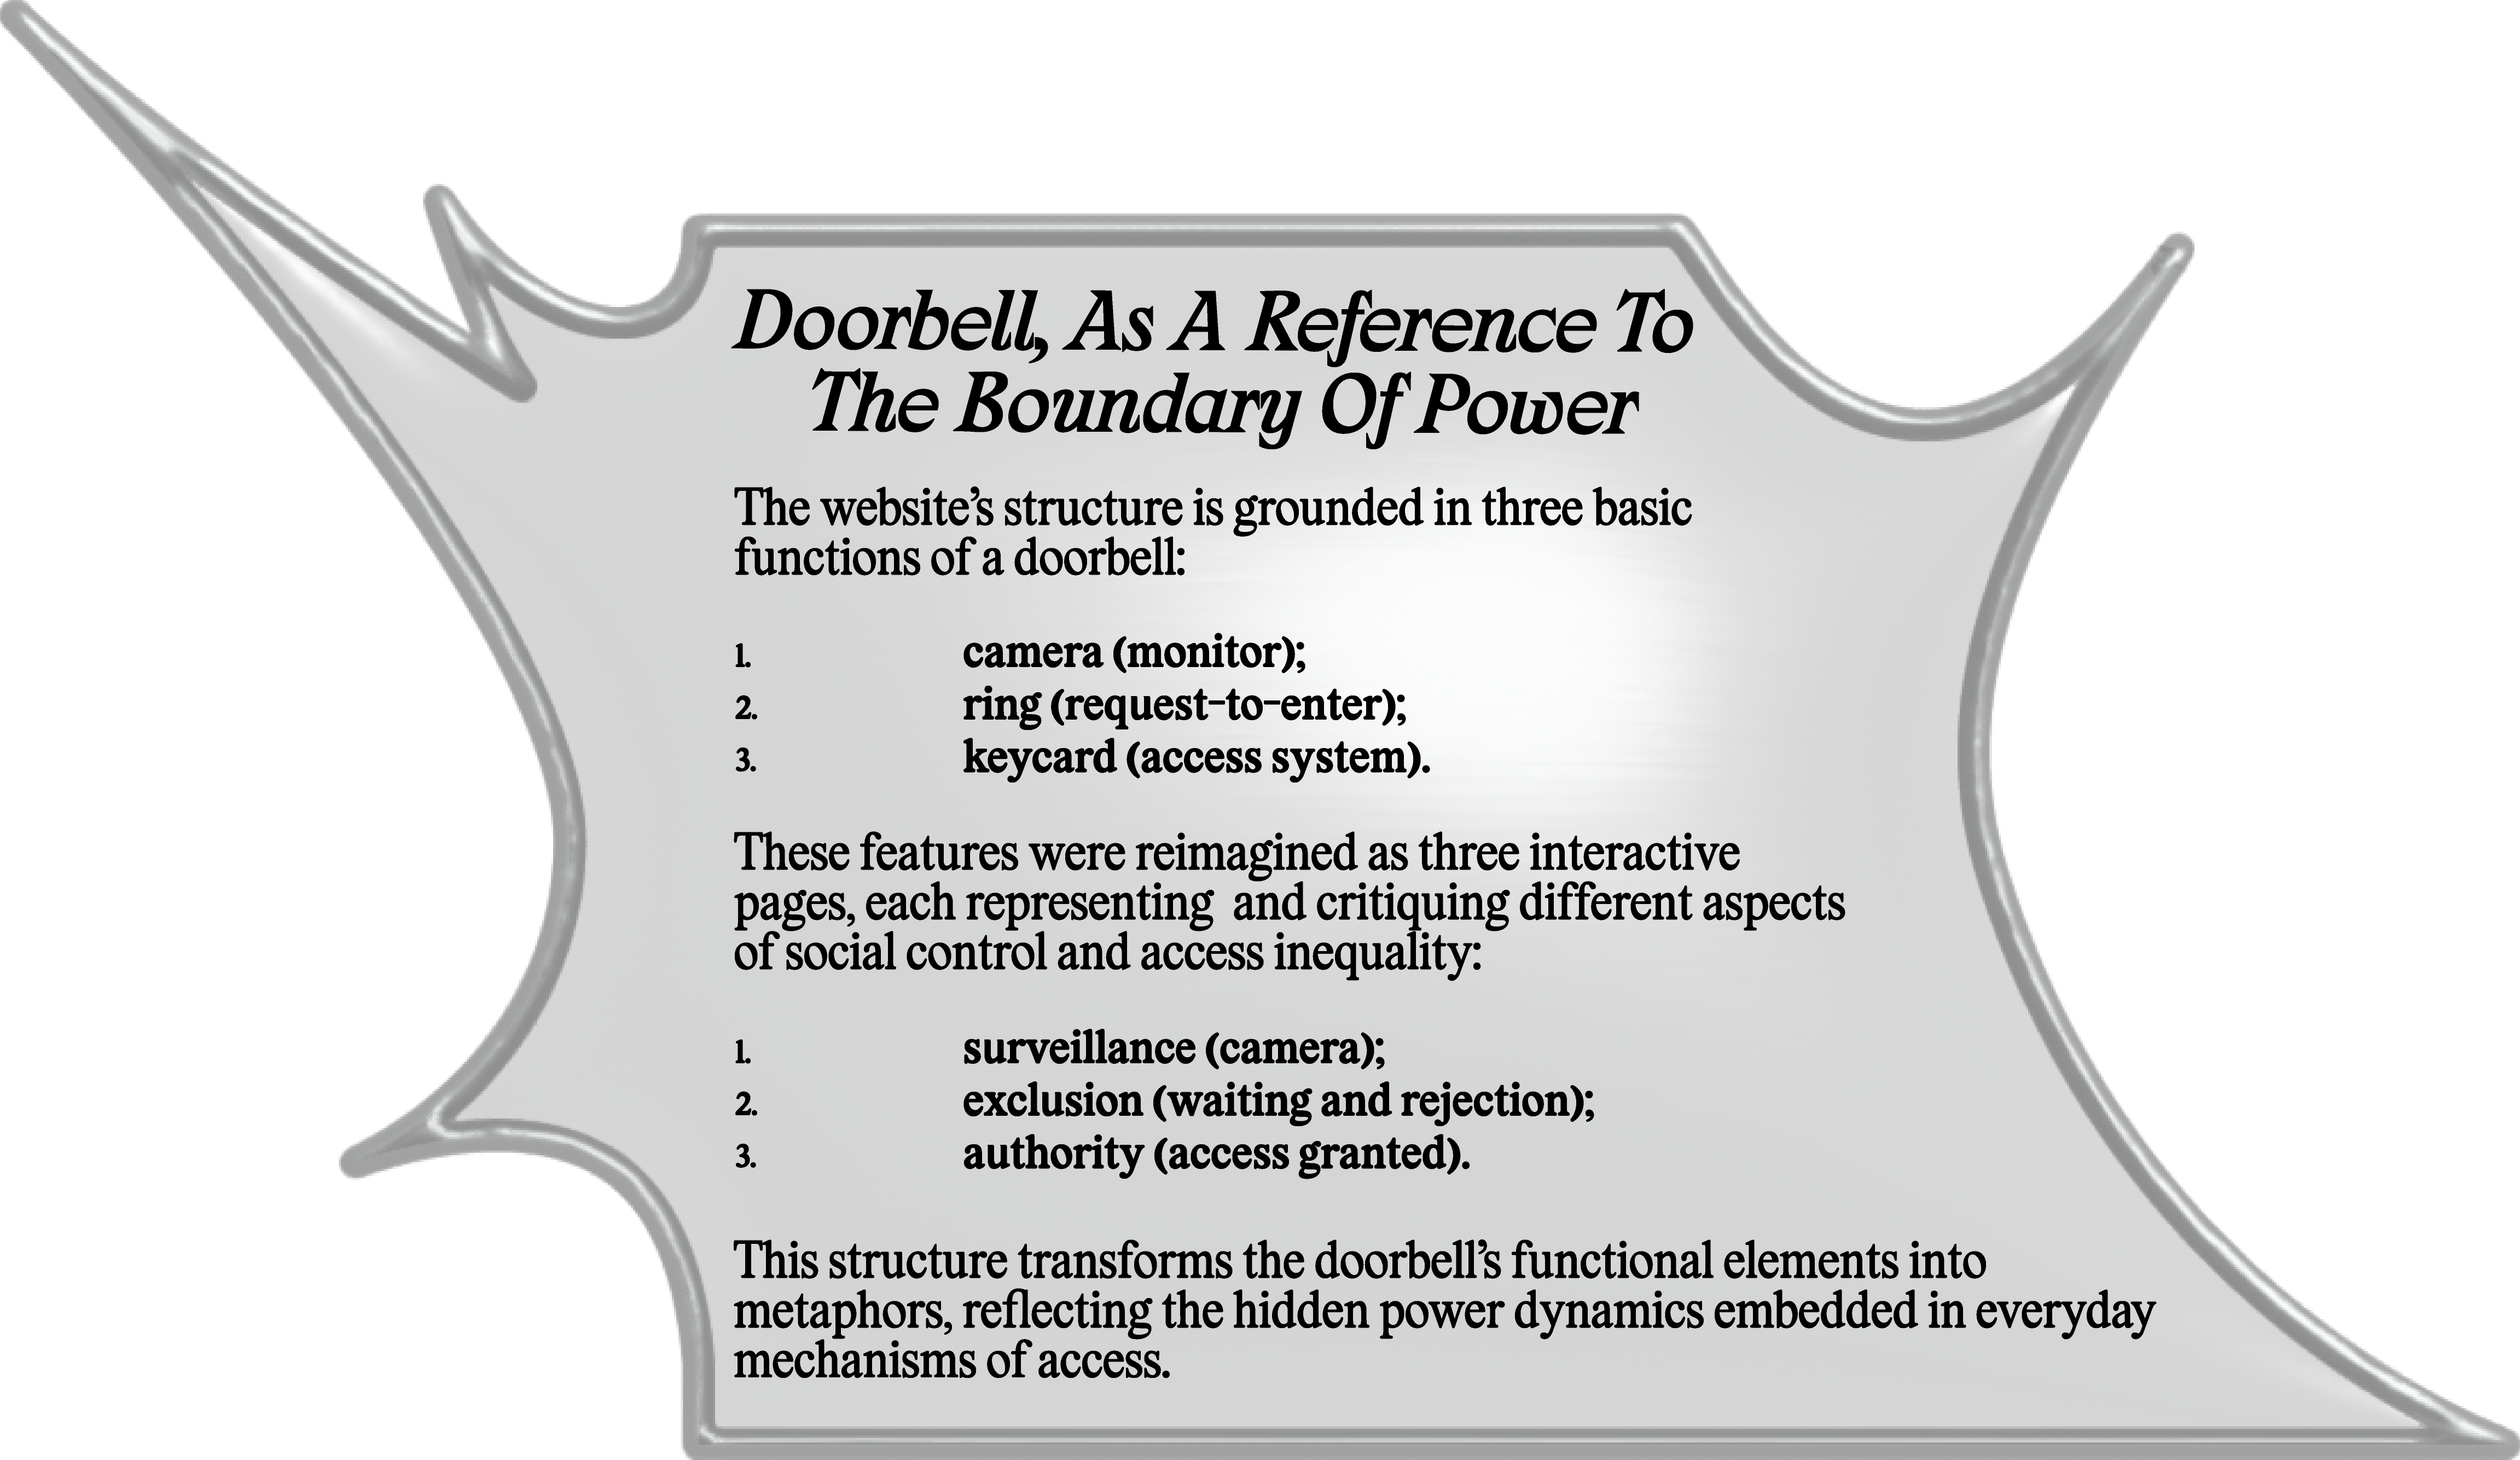 Doorbell, As A Reference To
The Boundary Of Power
The website’s structure is grounded in three basic
functions of a doorbell:
1. camera (monitor);
2. ring (request-to-enter);
3. keycard (access system).
These features were reimagined as three interactive
pages, each representing  and critiquing different aspects
of social control and access inequality:
1. surveillance (camera);
2. exclusion (waiting and rejection);
3. authority (access granted).
This structure transforms the doorbell’s functional elements into
metaphors, reflecting the hidden power dynamics embedded in everyday
mechanisms of access.